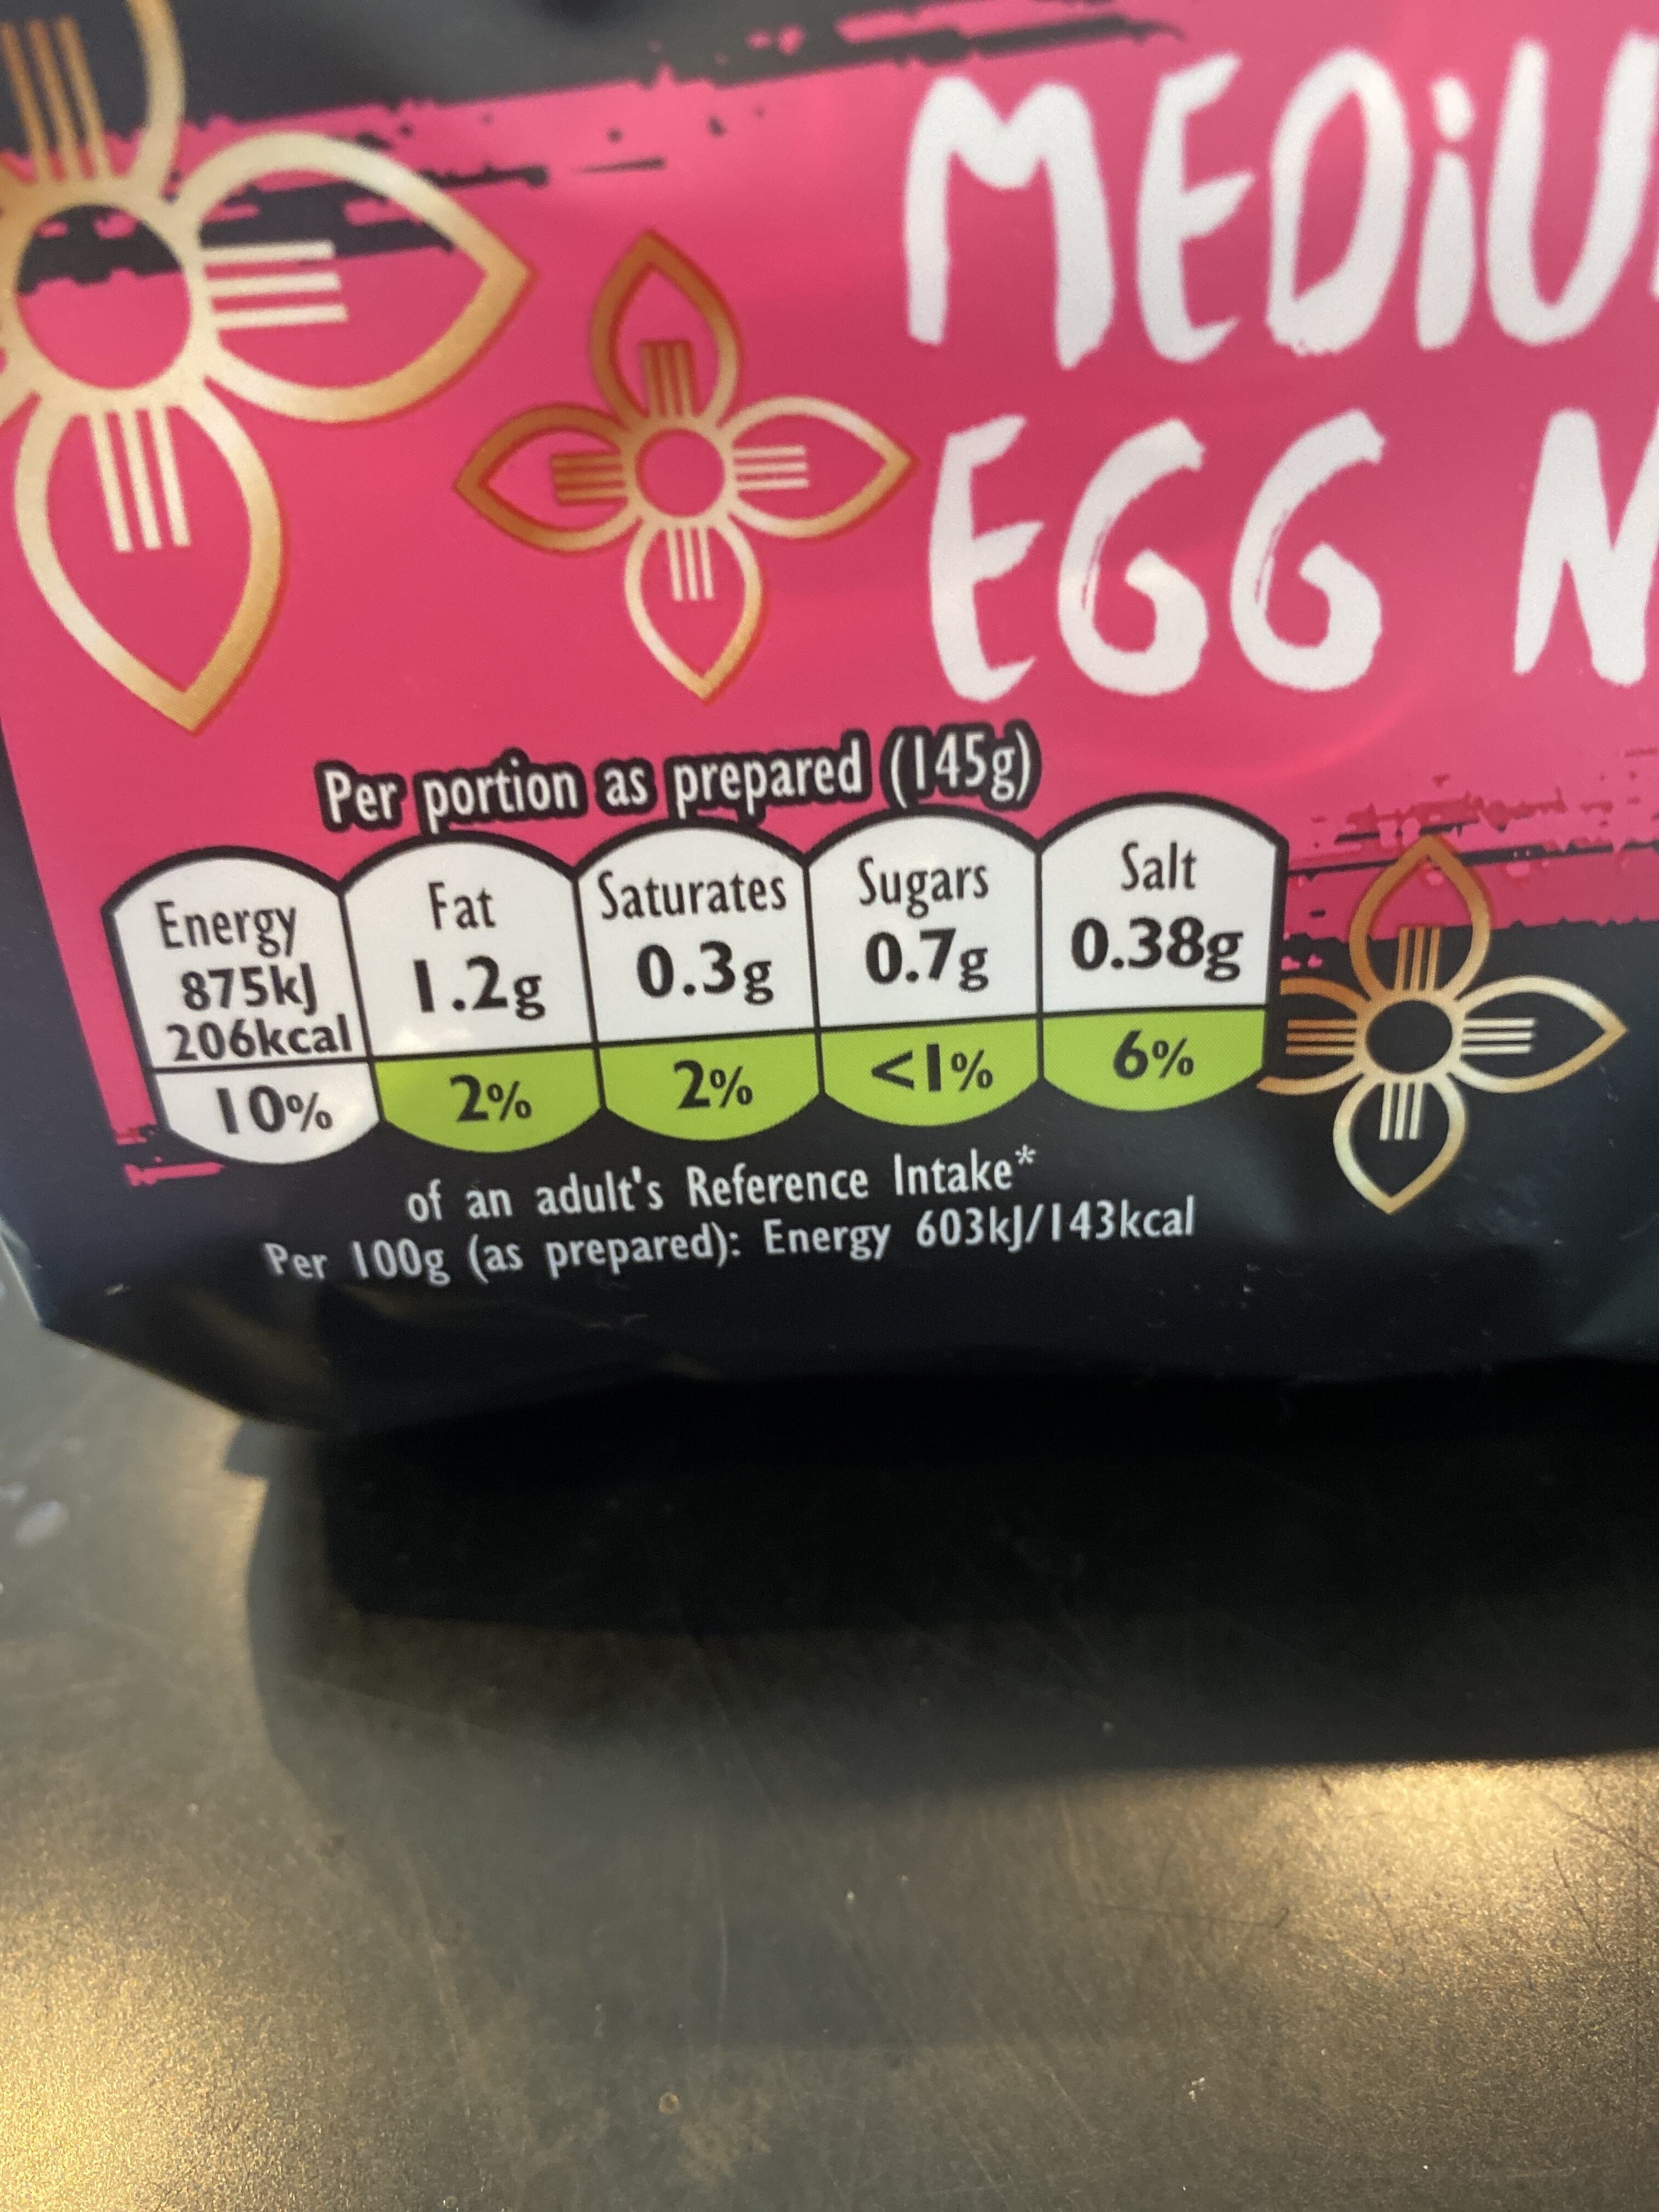 MEDiU
EGG N
Per portion as prepared (145g)
Energy
875kJ
206kcal
10%
Fat
1.2g
2%
Saturates
0.3g
2%
Sugars
0.7g
<1%
Salt
0.38g
6%
of an adult's Reference Intake*
Per 100g (as prepared): Energy 603kJ/143kcal